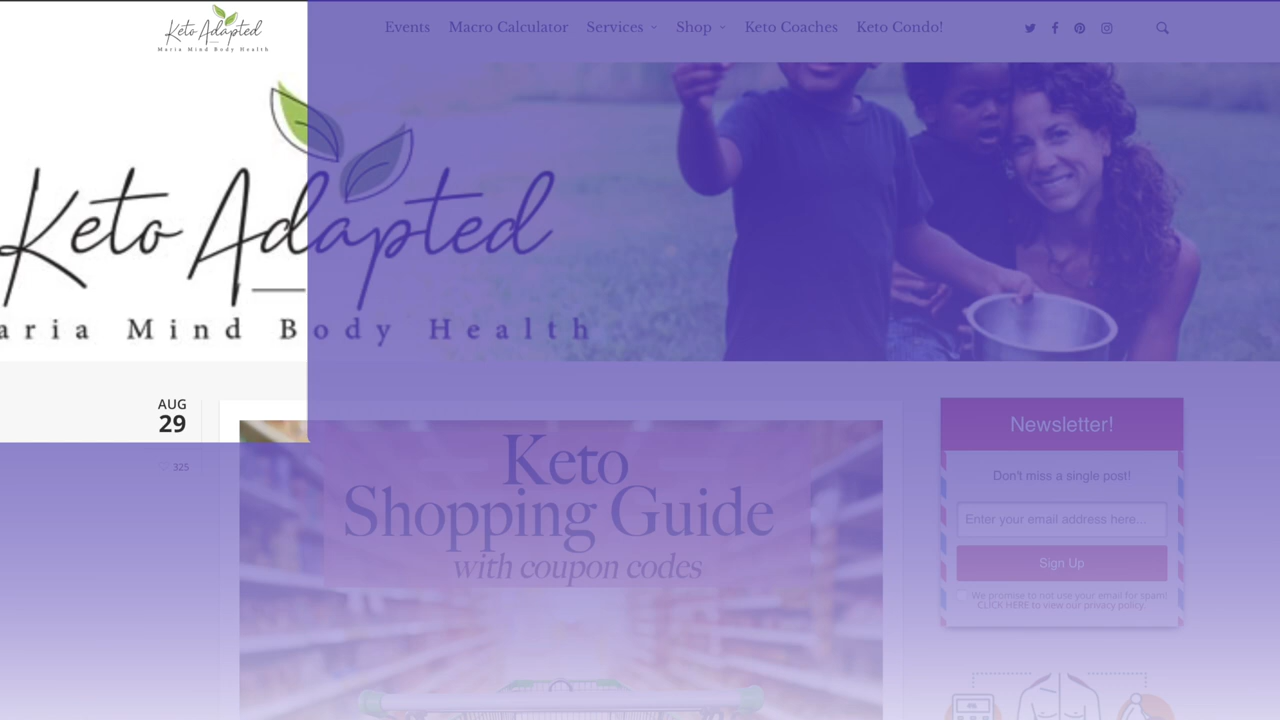 Keto Adapted
Maria Mind Body Health
Events Macro Calculator Services Shop Keto Coaches Keto Condo!
Keto Adapted
aria Mind Body Health
AUG
29
325
Keto
Shopping Guide
with coupon codes
Newsletter!
Don't miss a single post!
Enter your email address here...
Sign Up
We promise to not use your email for spam!
CLICK HERE to view our privacy policy.